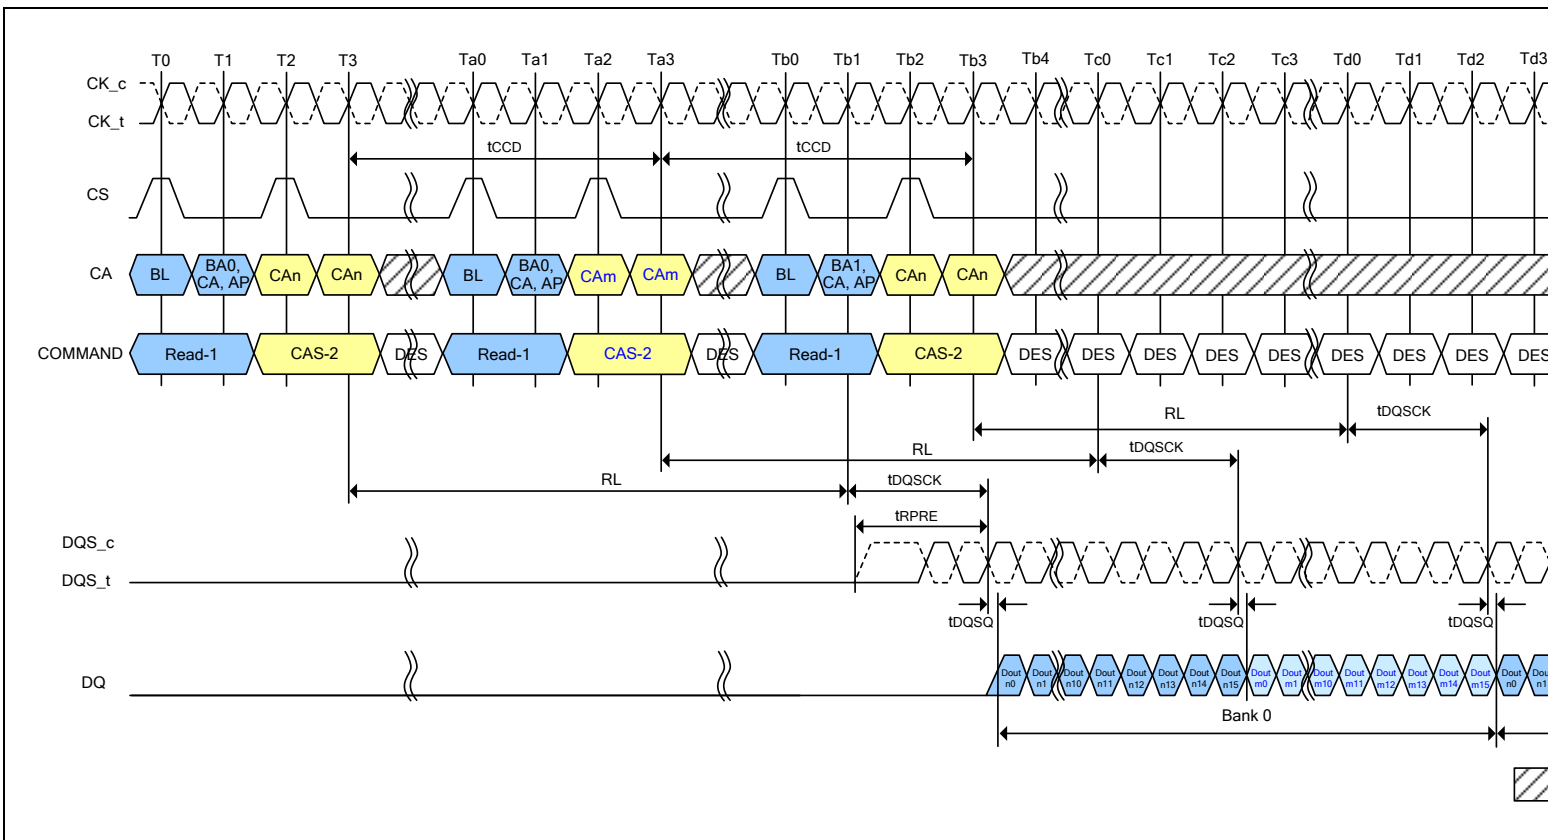 T0 T1 T2 T3 Ta0 Ta1 Ta2 Ta3 Tb0 Tb1 Tb2 Tb3 Tb4 Tc0 Tc1 Tc2 Tc3 Td0 Td1 Td2 Td3
CK_c
CK_t
tCCD tCCD
CS
CA BL BA0, CA, AP CAn CAn BL BA0, CA, AP CAm CAm BL BA1, CA, AP CAn CAn
COMMAND Read-1 CAS-2 DES Read-1 CAS-2 DES Read-1 CAS-2 DES DES DES DES DES DES DES DES DES
RL tDQSCK
RL tDQSCK
RL tDQSCK
tRPRE
DQS_c
DQS_t
tDQSQ tDQSQ tDQSQ
DQ Dout n0 Dout n1 Dout n10 Dout n11 Dout n12 Dout n13 Dout n14 Dout n15 Dout m0 Dout m1 Dout m10 Dout m11 Dout m12 Dout m13 Dout m14 Dout m15 Dout n0 Dou n1
Bank 0